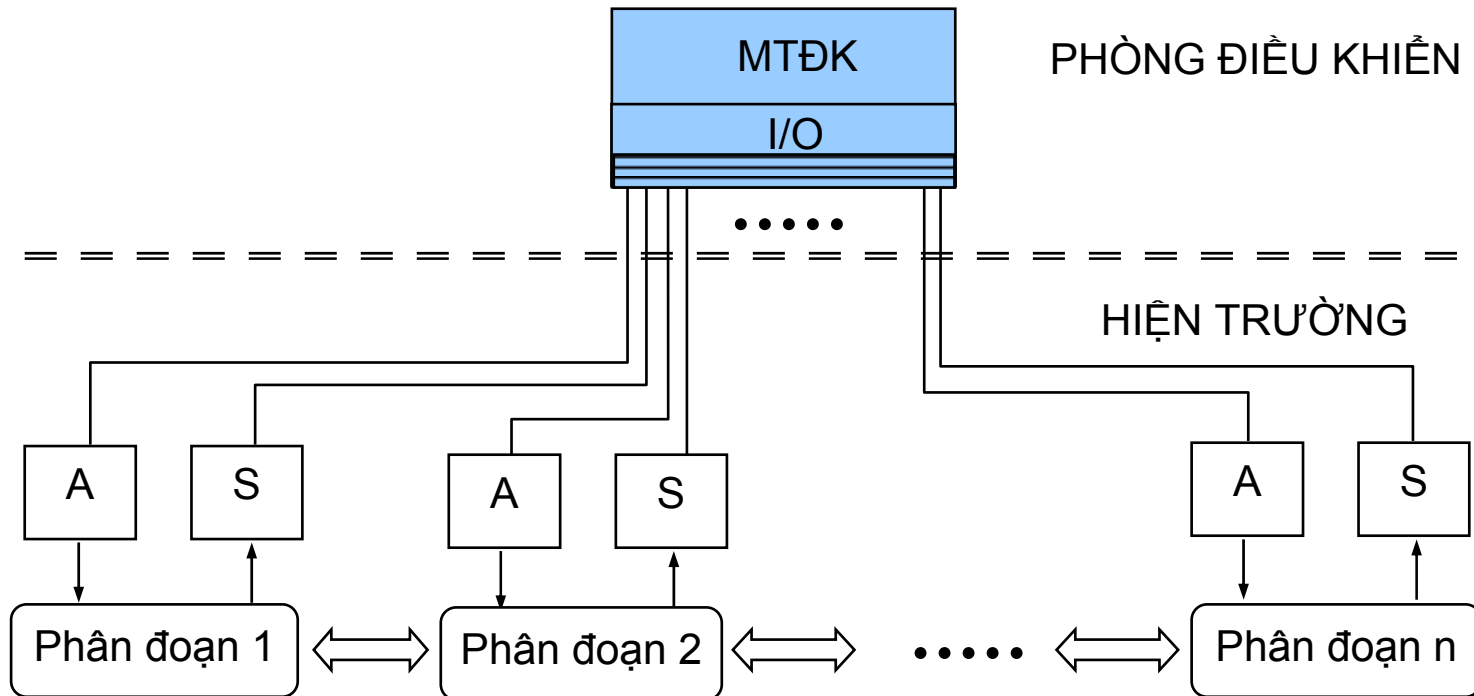 MTĐK
PHÒNG ĐIỀU KHIỂN
I/O
HIỆN TRƯỜNG
A
S
A
S
A
S
Phân đoạn 1
Phân đoạn 2
Phân đoạn n